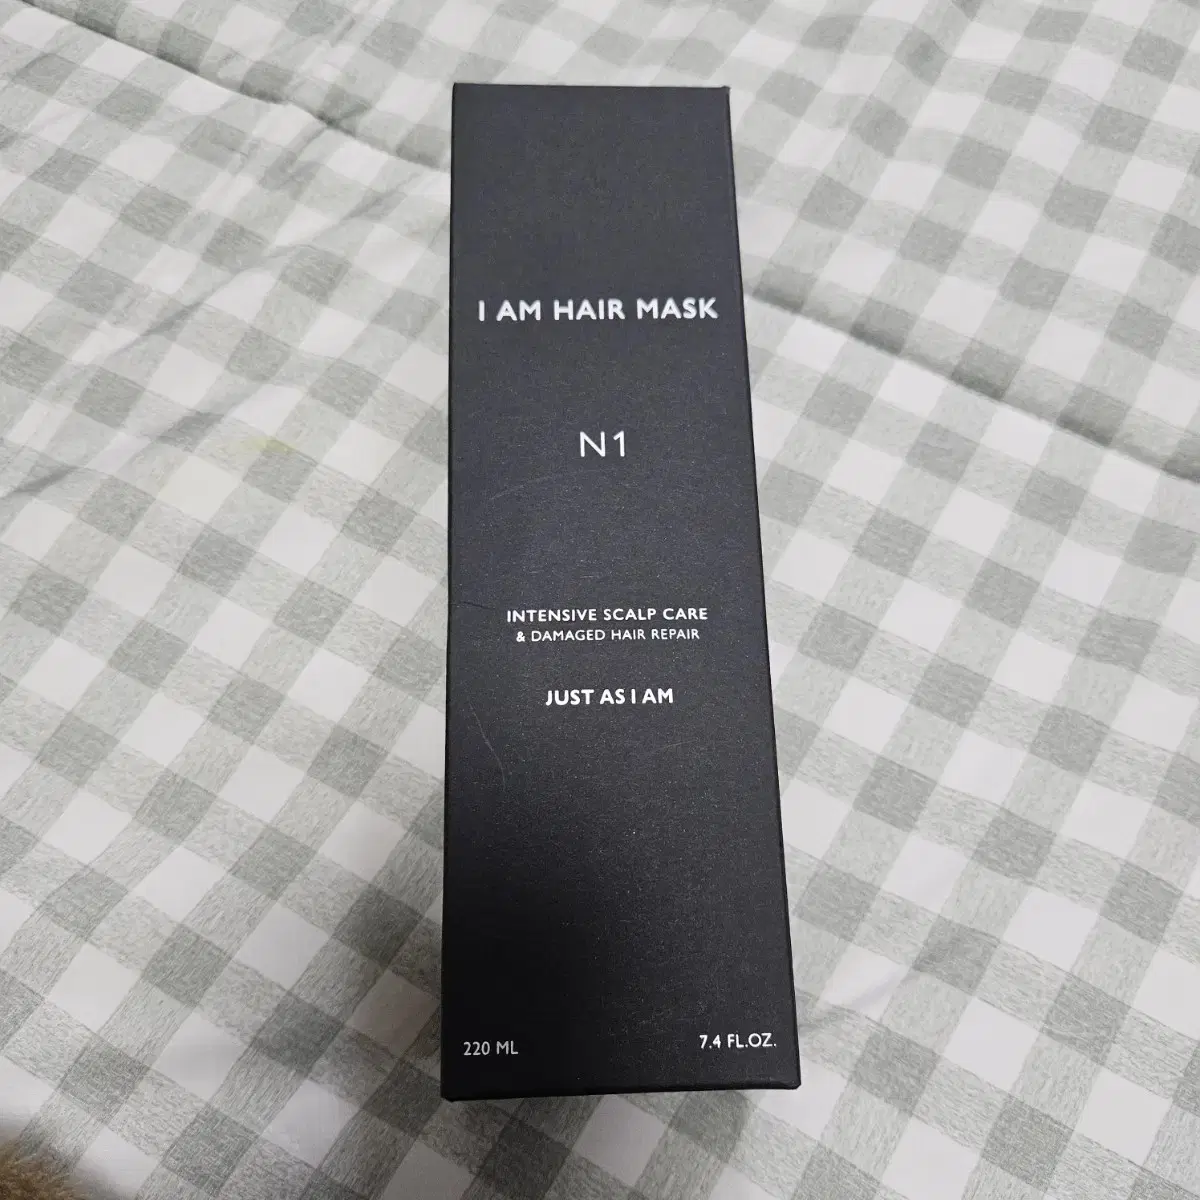 I AM HAIR MASK
N1
INTENSIVE SCALP CARE
& DAMAGED HAIR REPAIR
JUST AS I AM
220 ML
7.4 FL.OZ.